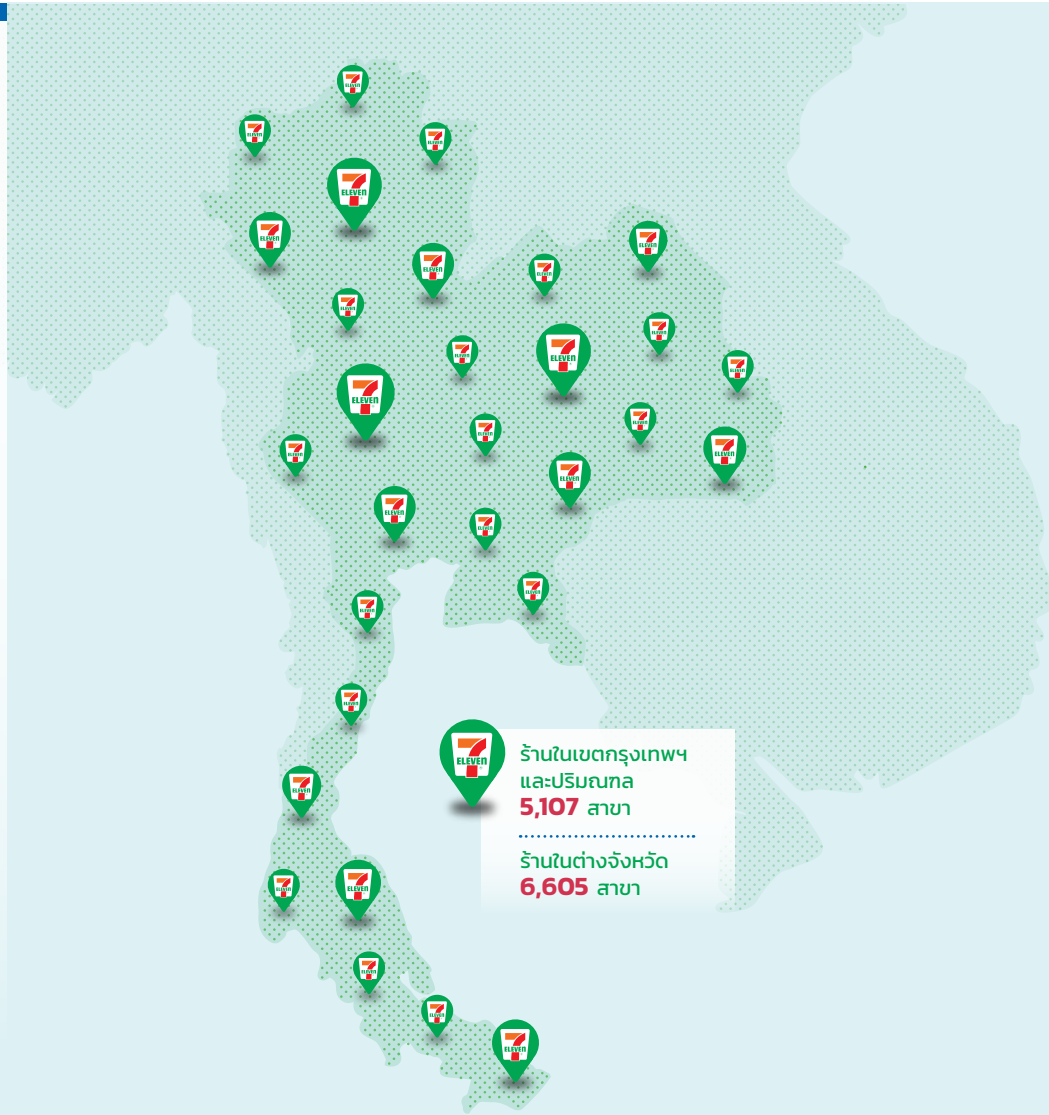 7
ELEVEN
ร้านในเขตกรุงเทพฯ
และปริมณฑล
5,107 สาขา
ร้านในต่างจังหวัด
6,605 สาขา